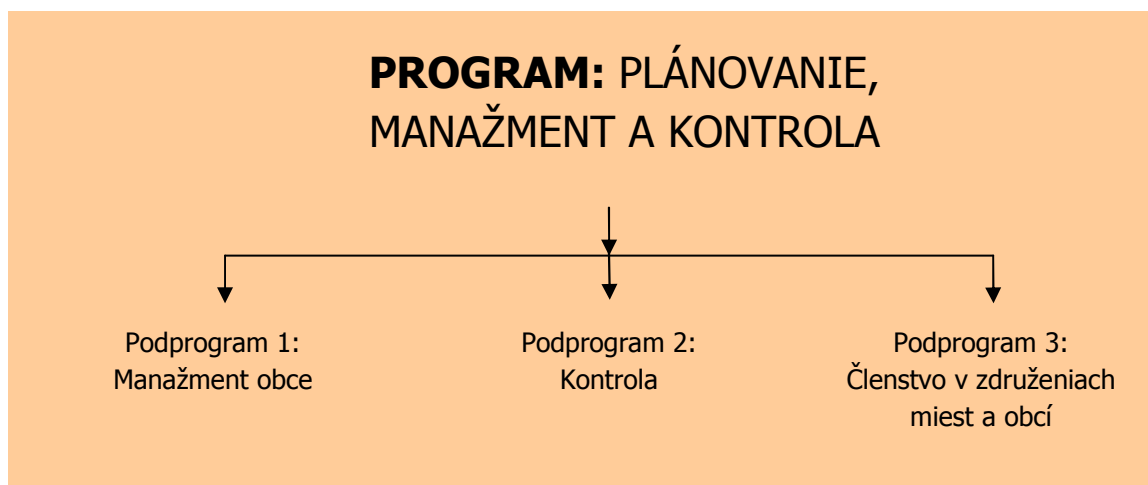 PROGRAM: PLÁNOVANIE,
MANAŽMENT A KONTROLA
Podprogram 1:
Manažment obce
Podprogram 2:
Kontrola
Podprogram 3:
Členstvo v združeniach
miest a obcí